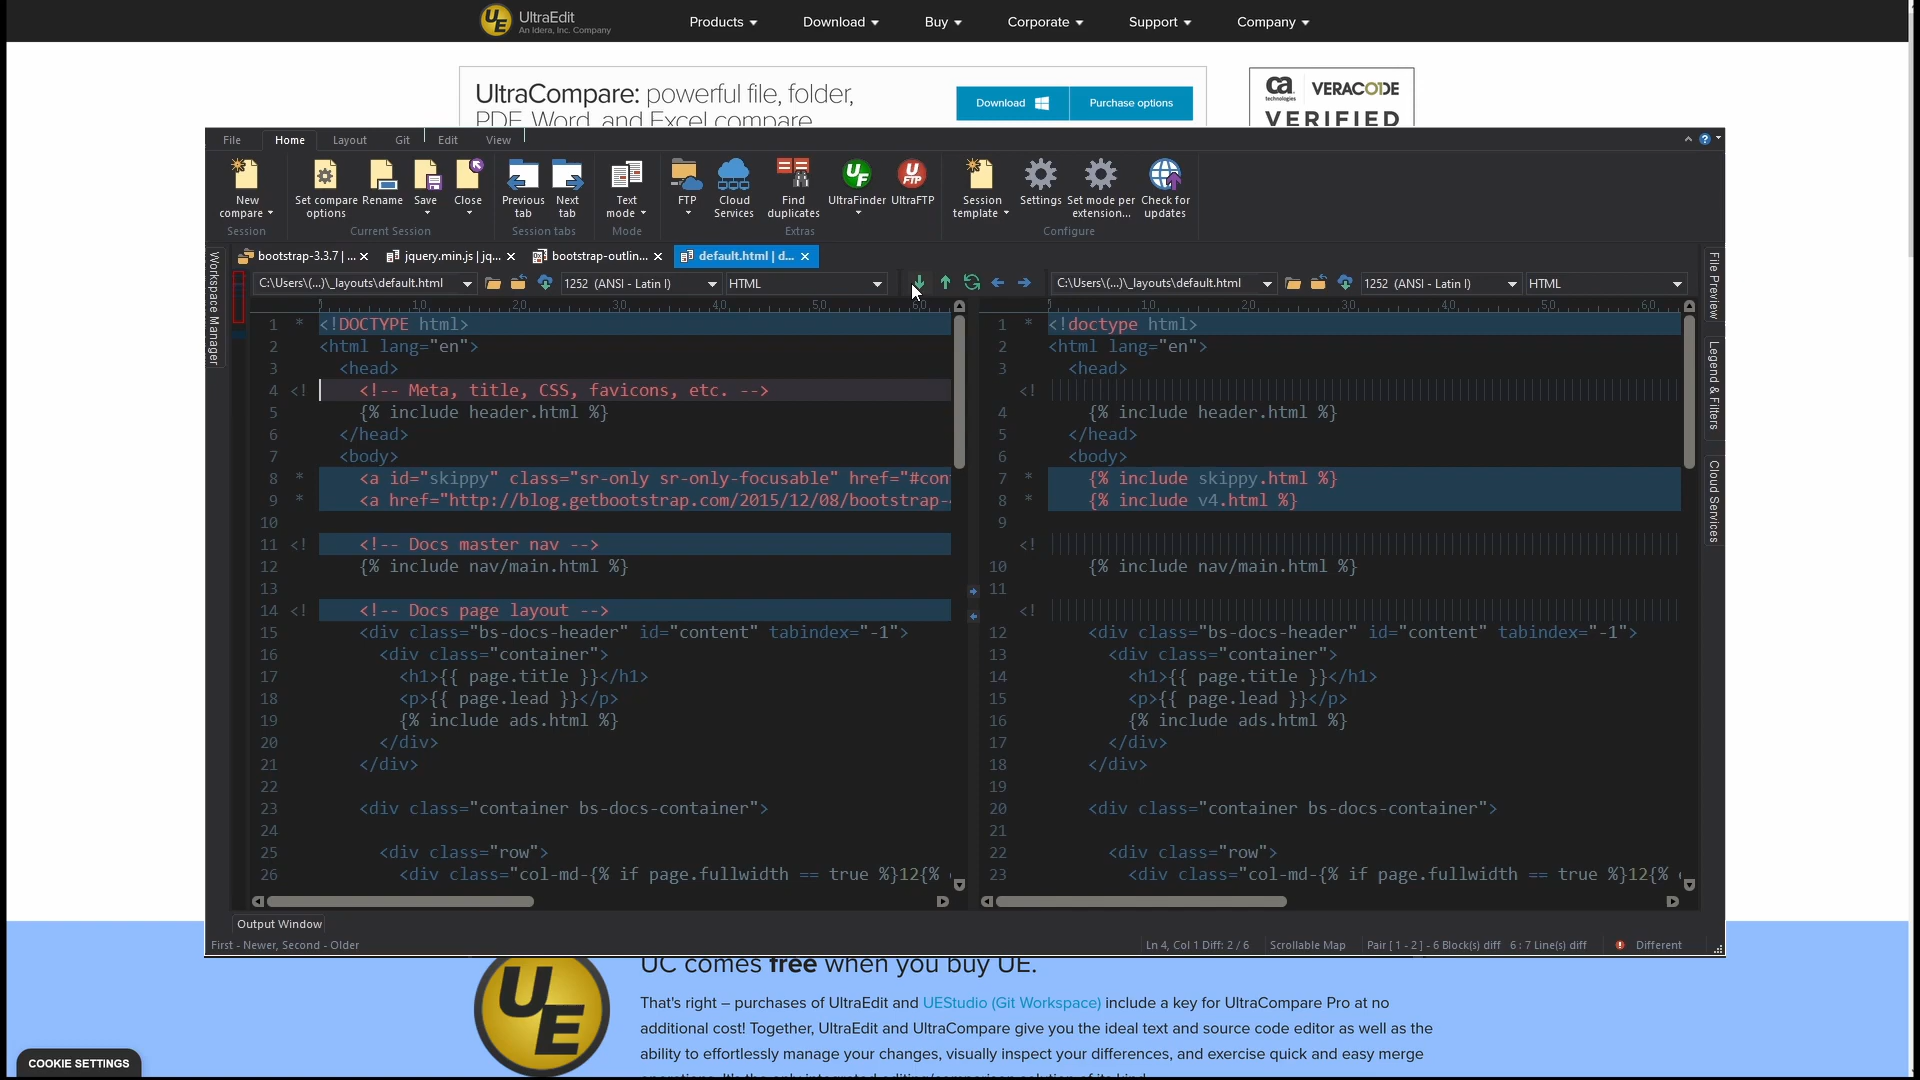 UltraEdit
An Idera, Inc. Company
Products Download Buy Corporate Support Company
UltraCompare: powerful file, folder,
PDF, Word, and Excel compare
Download
Purchase options
ca technologies
VERACODE
VERIFIED
File Home Layout Git Edit View
New compare
Set compare options
Rename
Save
Close
Previous tab
Next tab
Text mode
FTP
Cloud Services
Find duplicates
UltraFinder
UltraFTP
Session template
Settings
Set mode per extension...
Check for updates
Session Current Session Session tabs Mode Extras Configure
bootstrap-3.3.7 | ... jquery.min.js | jq... bootstrap-outlin... default.html | d...
Workspace Manager
C:\Users\(...)\_layouts\default.html 1252 (ANSI - Latin I) HTML
1 * <!DOCTYPE html>
2 <html lang="en">
3 <head>
4 <! <!-- Meta, title, CSS, favicons, etc. -->
5 {% include header.html %}
6 </head>
7 <body>
8 * <a id="skippy" class="sr-only sr-only-focusable" href="#con
9 * <a href="http://blog.getbootstrap.com/2015/12/08/bootstrap-
10
11 <! <!-- Docs master nav -->
12 {% include nav/main.html %}
13
14 <! <!-- Docs page layout -->
15 <div class="bs-docs-header" id="content" tabindex="-1">
16 <div class="container">
17 <h1>{{ page.title }}</h1>
18 <p>{{ page.lead }}</p>
19 {% include ads.html %}
20 </div>
21 </div>
22
23 <div class="container bs-docs-container">
24
25 <div class="row">
26 <div class="col-md-{% if page.fullwidth == true %}12{%
C:\Users\(...)\_layouts\default.html 1252 (ANSI - Latin I) HTML
1 * <!doctype html>
2 <html lang="en">
3 <head>
<!
4 {% include header.html %}
5 </head>
6 <body>
7 * {% include skippy.html %}
8 * {% include v4.html %}
9
<!
10 {% include nav/main.html %}
11
<!
12 <div class="bs-docs-header" id="content" tabindex="-1">
13 <div class="container">
14 <h1>{{ page.title }}</h1>
15 <p>{{ page.lead }}</p>
16 {% include ads.html %}
17 </div>
18 </div>
19
20 <div class="container bs-docs-container">
21
22 <div class="row">
23 <div class="col-md-{% if page.fullwidth == true %}12{%
File Preview
Legend & Filters
Cloud Services
Output Window
First - Newer, Second - Older
Ln 4, Col 1 Diff: 2 / 6 Scrollable Map Pair [ 1 - 2 ] - 6 Block(s) diff 6 : 7 Line(s) diff Different
UE
UC comes free when you buy UE.
That's right – purchases of UltraEdit and UEStudio (Git Workspace) include a key for UltraCompare Pro at no
additional cost! Together, UltraEdit and UltraCompare give you the ideal text and source code editor as well as the
ability to effortlessly manage your changes, visually inspect your differences, and exercise quick and easy merge
COOKIE SETTINGS